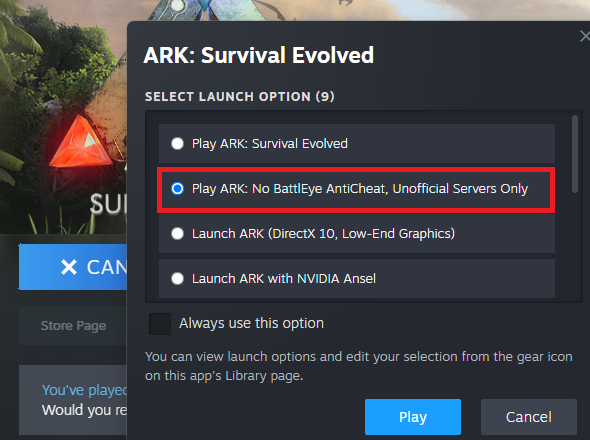 ARK: Survival Evolved
SELECT LAUNCH OPTION (9)
Play ARK: Survival Evolved
Play ARK: No BattlEye AntiCheat, Unofficial Servers Only
Launch ARK (DirectX 10, Low-End Graphics)
Launch ARK with NVIDIA Ansel
Always use this option
You can view launch options and edit your selection from the gear icon
on this app's Library page.
Play
Cancel
SU
CAN
Store Page
You've played
Would you re